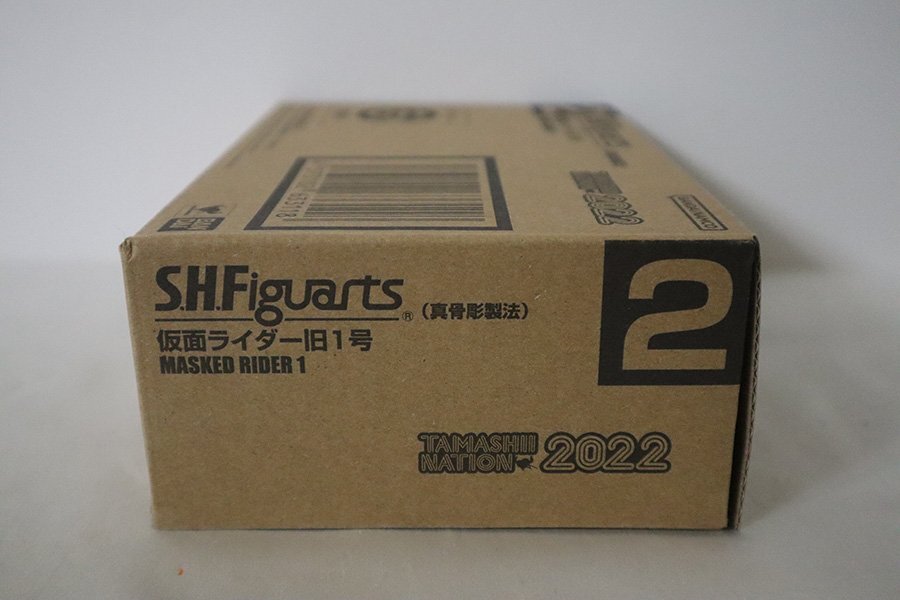 S.H.Figuarts® (真骨彫製法)
仮面ライダー旧1号
MASKED RIDER 1
2
TAMASHII
NATION 2022
2022